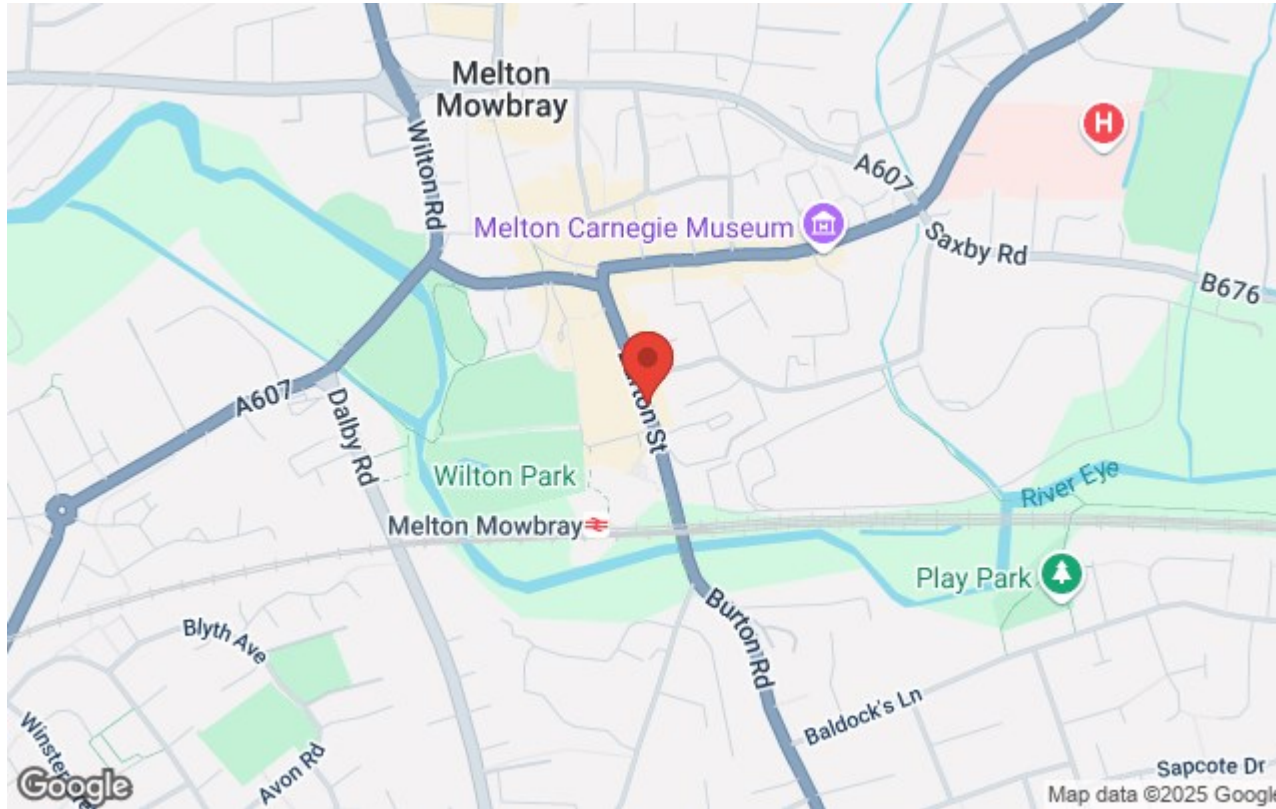 Melton
Mowbray
Wilton Rd
H
A607
Melton Carnegie Museum
Saxby Rd
B676
St
A607
Dalby Rd
Wilton Park
River Eye
Melton Mowbray
Play Park
Burton Rd
Blyth Ave
Baldock's Ln
Avon Rd
Sapcote Dr
Google
Map data ©2025 Google